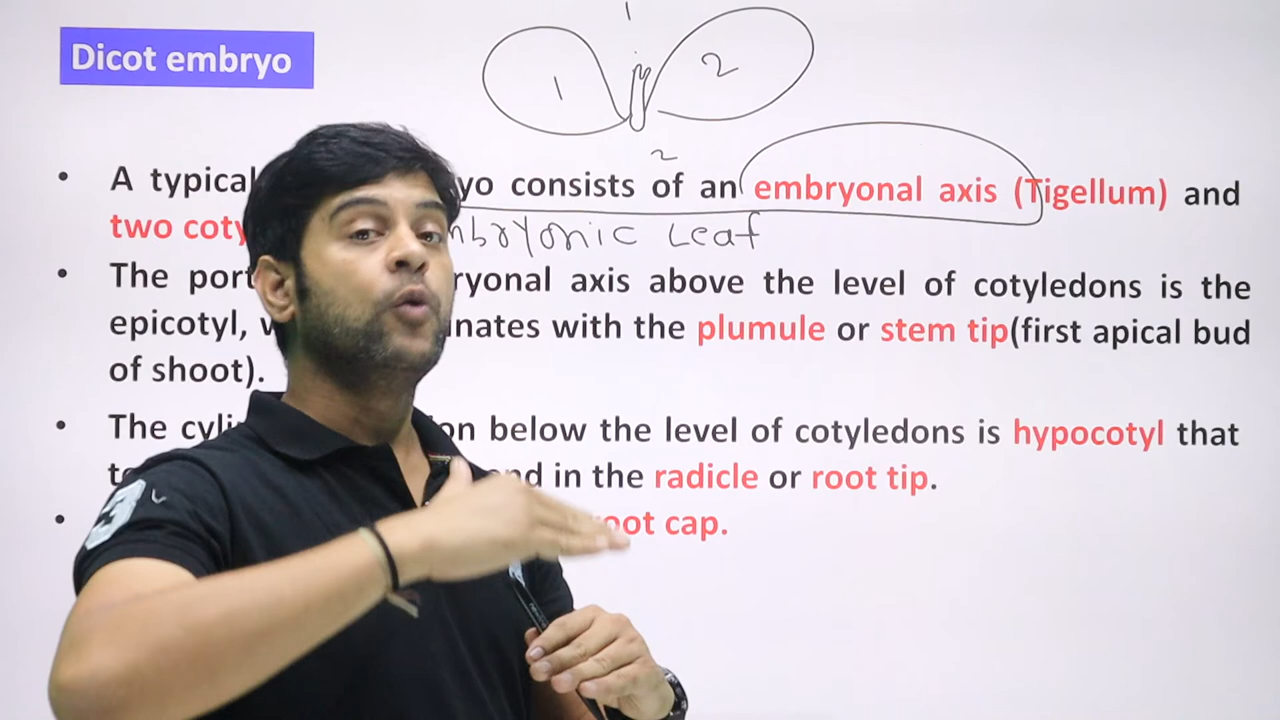 Dicot embryo
1
1 2
2
• A typical yo consists of an embryonal axis (Tigellum) and
two coty mbryonic Leaf
• The port ryonal axis above the level of cotyledons is the
epicotyl, w inates with the plumule or stem tip(first apical bud
of shoot).
• The cyli on below the level of cotyledons is hypocotyl that
te nd in the radicle or root tip.
• root cap.
3